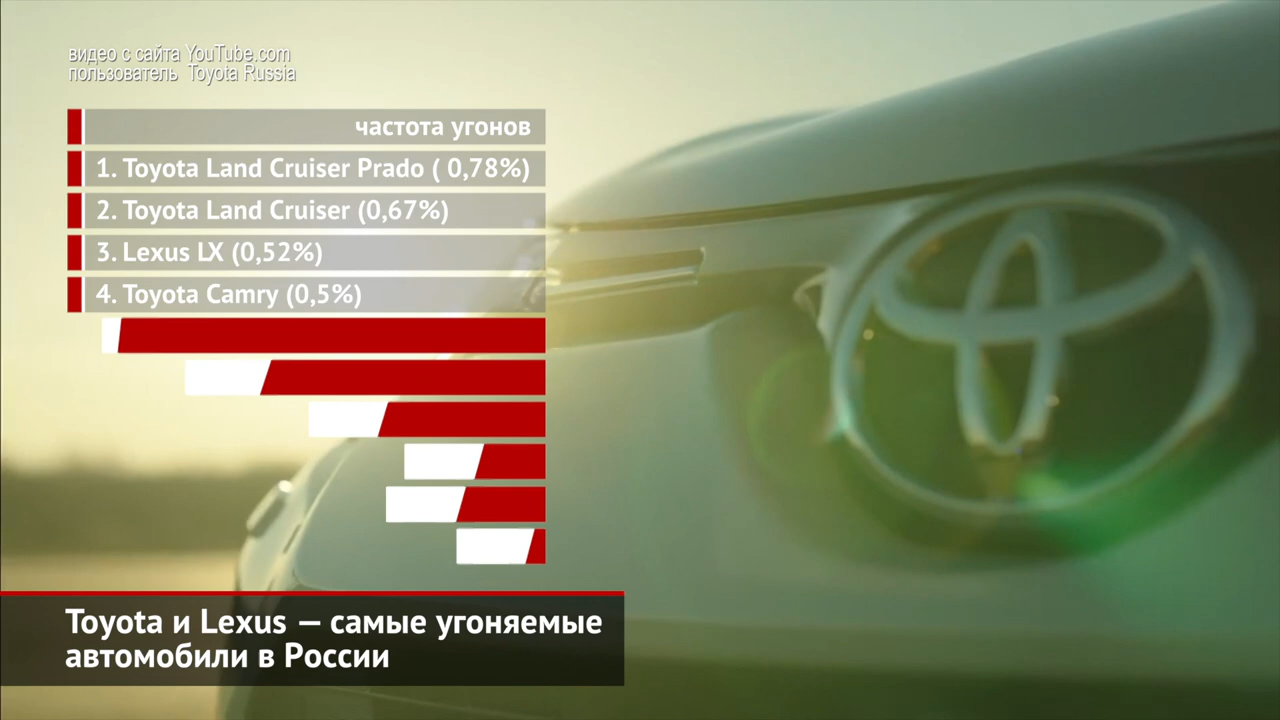 видео с сайта YouTube.com
пользователь Toyota Russia
частота угонов
1. Toyota Land Cruiser Prado ( 0,78%)
2. Toyota Land Cruiser (0,67%)
3. Lexus LX (0,52%)
4. Toyota Camry (0,5%)
Toyota и Lexus — самые угоняемые
автомобили в России